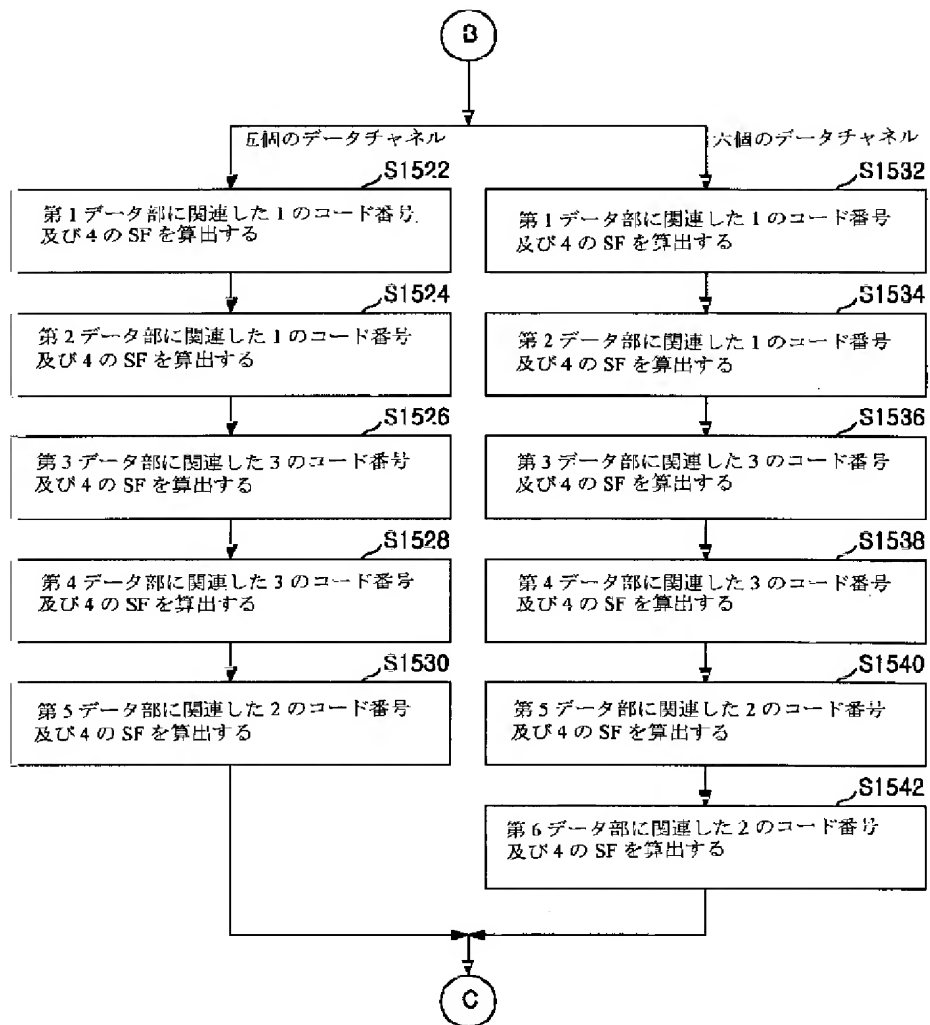 B
五個のデータチャネル
六個のデータチャネル
S1522
第1データ部に関連した1のコード番号
及び4のSFを算出する
S1524
第2データ部に関連した1のコード番号
及び4のSFを算出する
S1526
第3データ部に関連した3のコード番号
及び4のSFを算出する
S1528
第4データ部に関連した3のコード番号
及び4のSFを算出する
S1530
第5データ部に関連した2のコード番号
及び4のSFを算出する
S1532
第1データ部に関連した1のコード番号
及び4のSFを算出する
S1534
第2データ部に関連した1のコード番号
及び4のSFを算出する
S1536
第3データ部に関連した3のコード番号
及び4のSFを算出する
S1538
第4データ部に関連した3のコード番号
及び4のSFを算出する
S1540
第5データ部に関連した2のコード番号
及び4のSFを算出する
S1542
第6データ部に関連した2のコード番号
及び4のSFを算出する
C